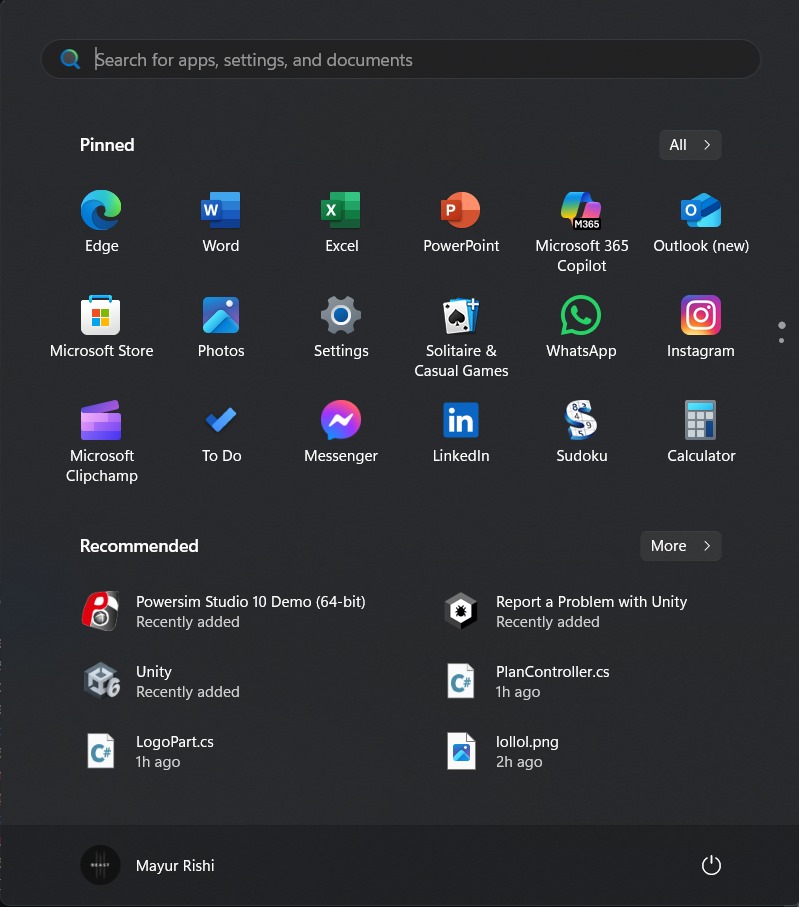 Search for apps, settings, and documents
Pinned
All
Edge
Word
Excel
PowerPoint
Microsoft 365
Copilot
Outlook (new)
M365
Microsoft Store
Photos
Settings
Solitaire &
Casual Games
WhatsApp
Instagram
Microsoft
Clipchamp
To Do
Messenger
LinkedIn
Sudoku
Calculator
Recommended
More
Powersim Studio 10 Demo (64-bit)
Recently added
Report a Problem with Unity
Recently added
Unity
Recently added
PlanController.cs
1h ago
LogoPart.cs
1h ago
lollol.png
2h ago
BEAST
Mayur Rishi